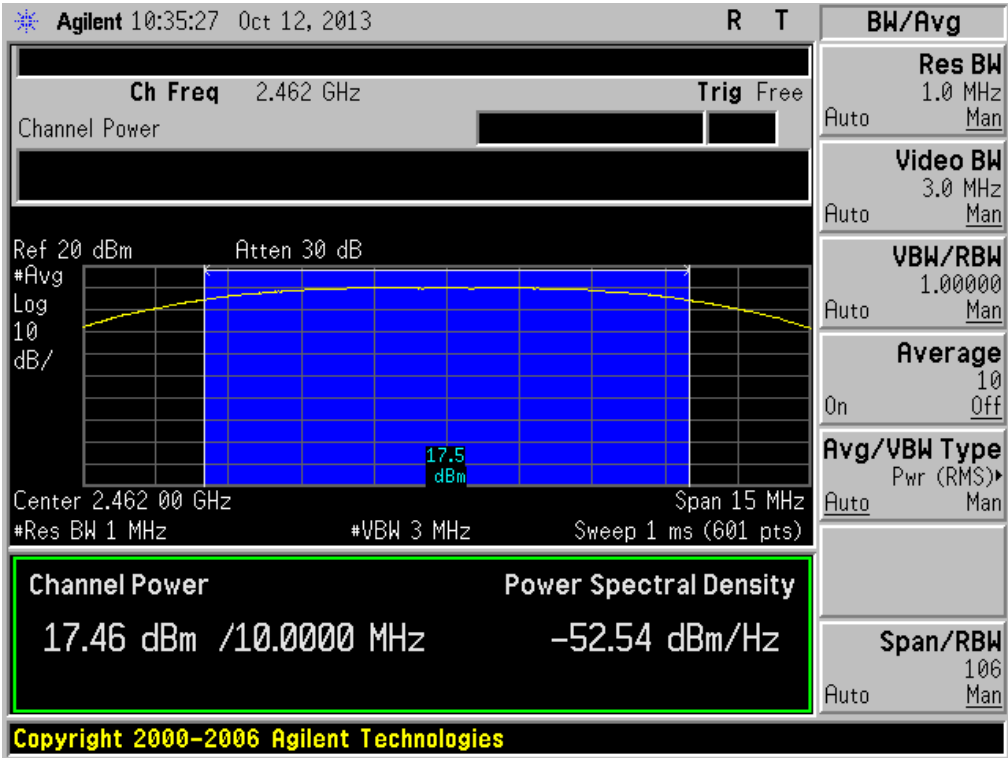 Agilent 10:35:27 Oct 12, 2013 R T
Ch Freq 2.462 GHz Trig Free
Channel Power
Ref 20 dBm Atten 30 dB
#Avg
Log
10
dB/
17.5
dBm
Center 2.462 00 GHz Span 15 MHz
#Res BW 1 MHz #VBW 3 MHz Sweep 1 ms (601 pts)
Channel Power Power Spectral Density
17.46 dBm /10.0000 MHz -52.54 dBm/Hz
Copyright 2000-2006 Agilent Technologies
BW/Avg
Res BW
1.0 MHz
Auto Man
Video BW
3.0 MHz
Auto Man
VBW/RBW
1.00000
Auto Man
Average
10
On Off
Avg/VBW Type
Pwr (RMS)▸
Auto Man
Span/RBW
106
Auto Man